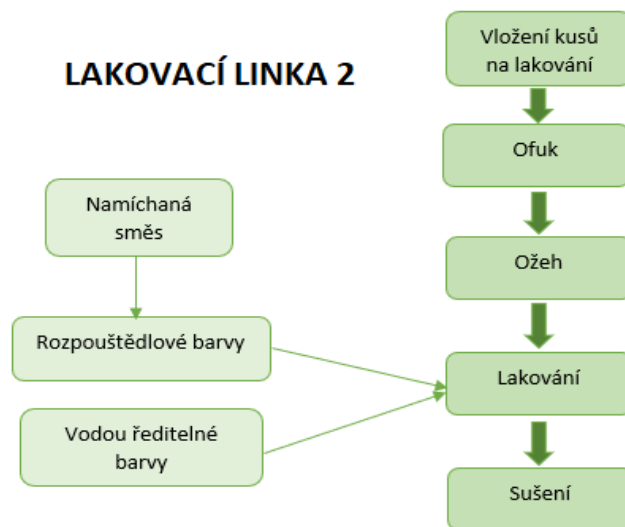 LAKOVACÍ LINKA 2
Vložení kusů
na lakování
Ofuk
Namíchaná
směs
Ožeh
Rozpouštědlové barvy
Lakování
Vodou ředitelné
barvy
Sušení